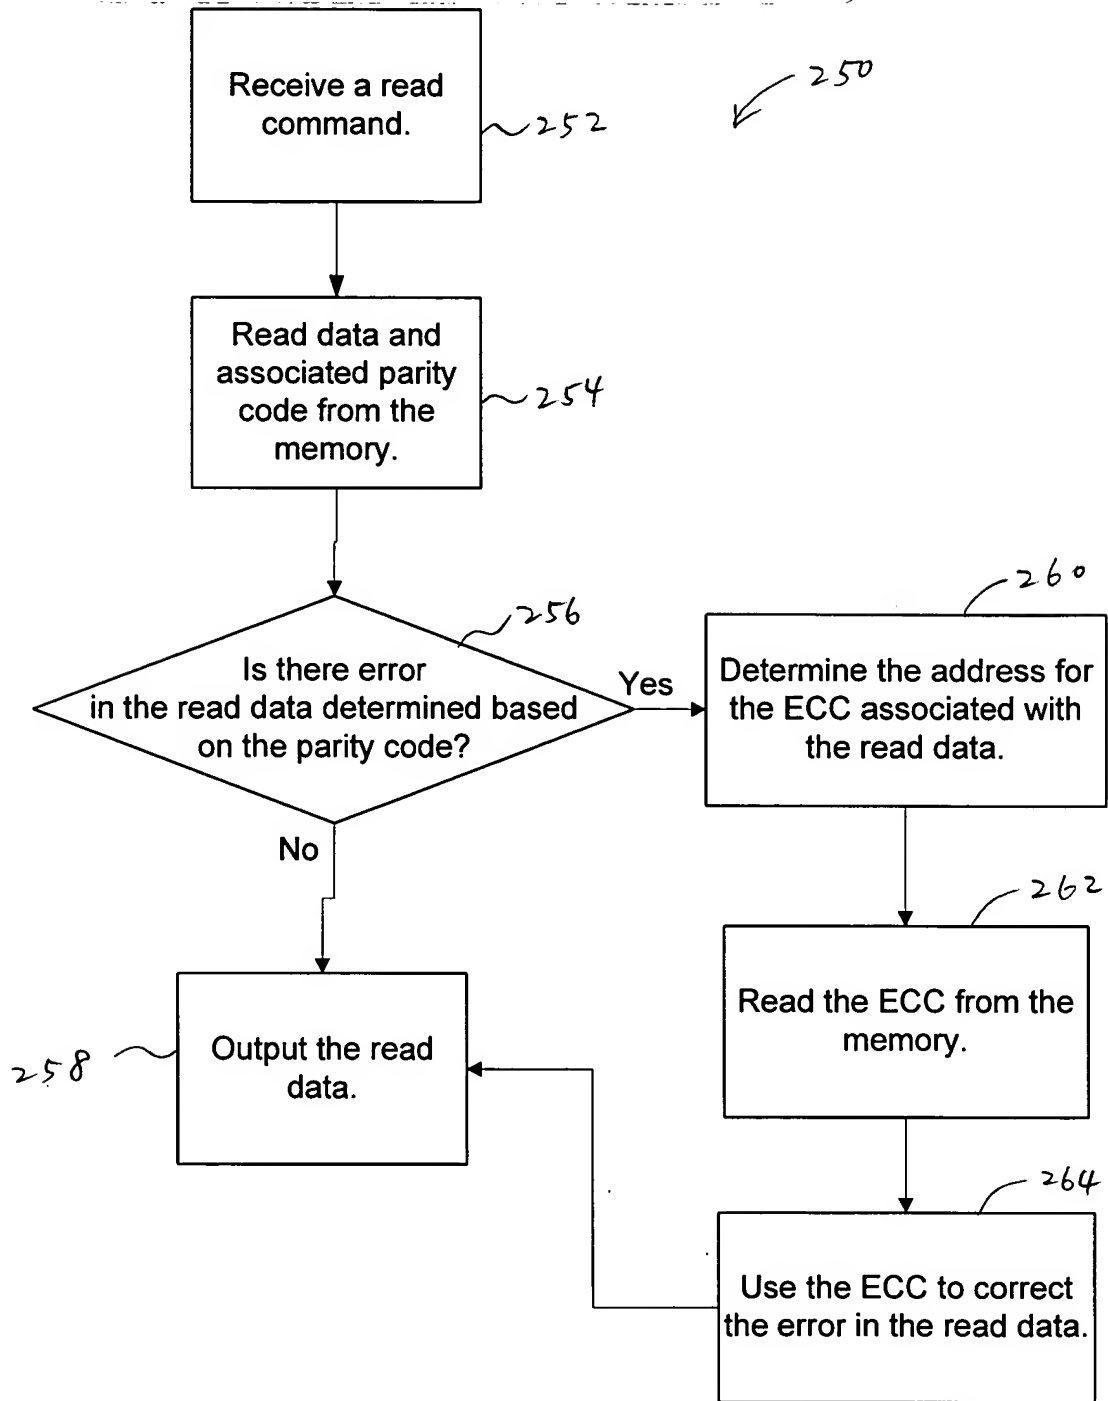 Receive a read
command.
252
250
Read data and
associated parity
code from the
memory.
254
256
Is there error
in the read data determined based
on the parity code?
Yes
No
260
Determine the address for
the ECC associated with
the read data.
262
Read the ECC from the
memory.
258
Output the read
data.
264
Use the ECC to correct
the error in the read data.